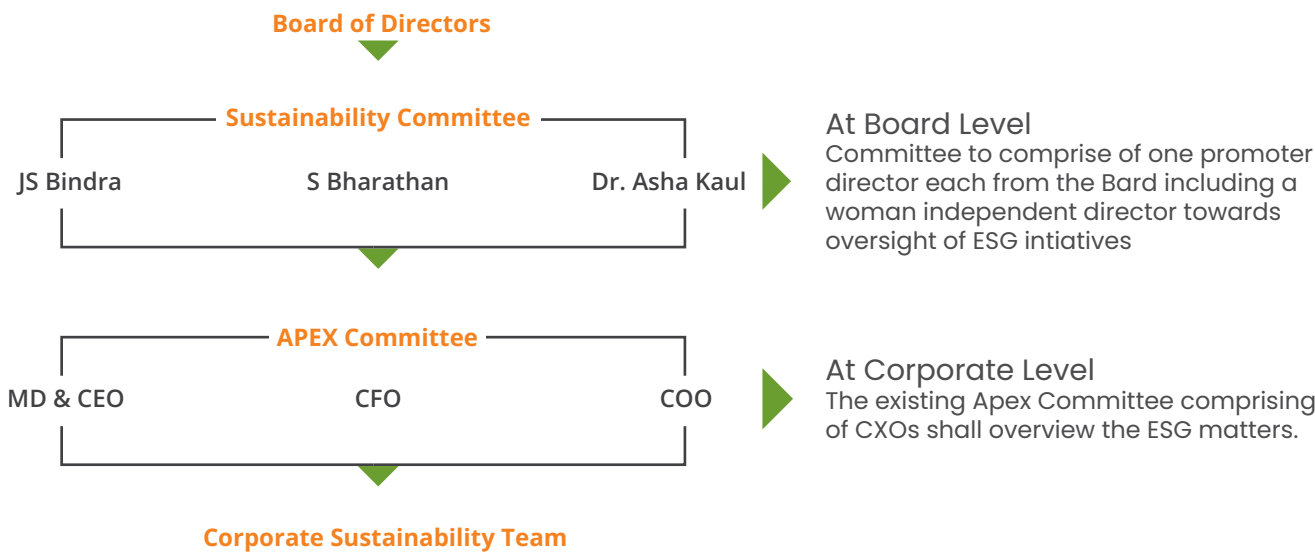 Board of Directors
Sustainability Committee
JS Bindra
S Bharathan
Dr. Asha Kaul
At Board Level
Committee to comprise of one promoter
director each from the Bard including a
woman independent director towards
oversight of ESG intiatives
APEX Committee
MD & CEO
CFO
COO
At Corporate Level
The existing Apex Committee comprising
of CXOs shall overview the ESG matters.
Corporate Sustainability Team